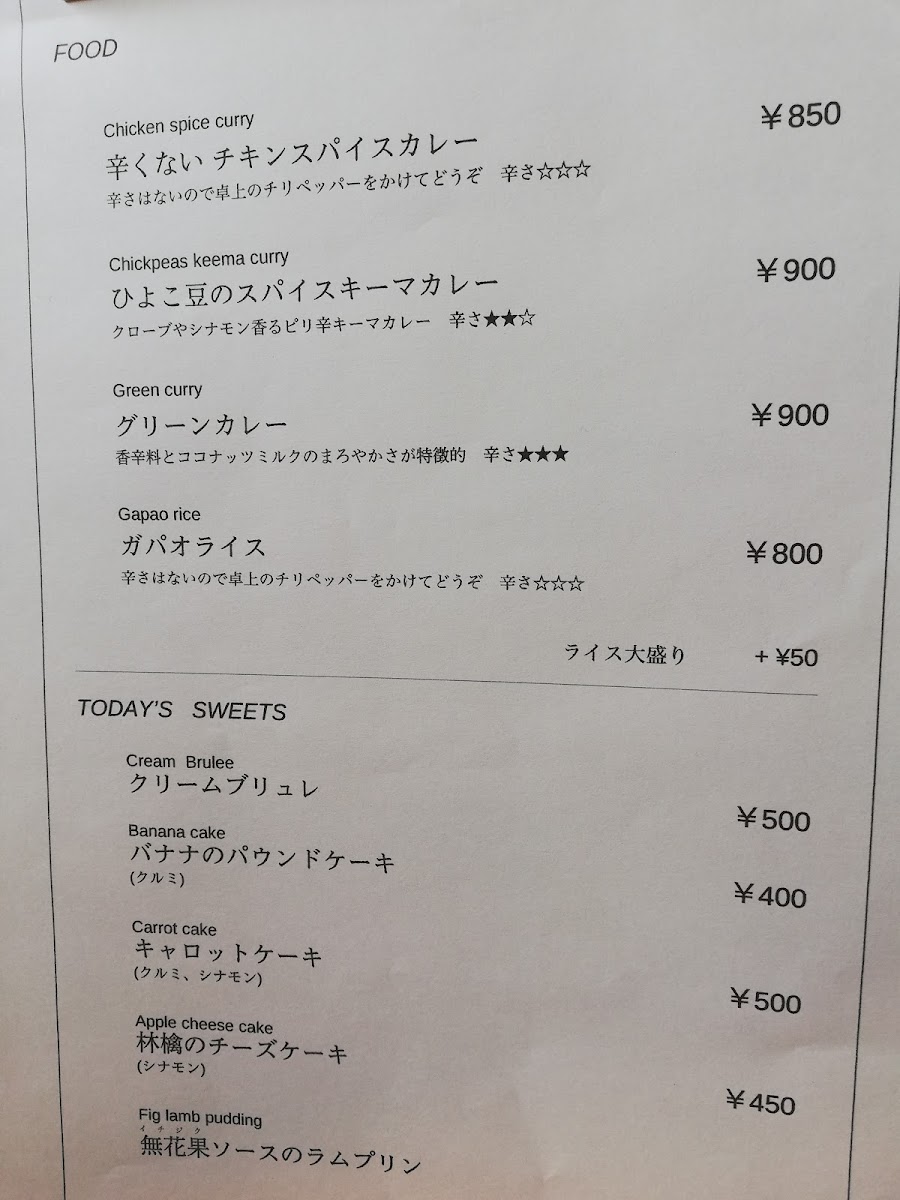 FOOD
Chicken spice curry
¥850
辛くない チキンスパイスカレー
辛さはないので卓上のチリペッパーをかけてどうぞ 辛さ☆☆☆
Chickpeas keema curry
¥900
ひよこ豆のスパイスキーマカレー
クローブやシナモン香るピリ辛キーマカレー 辛さ★★☆
Green curry
¥900
グリーンカレー
香辛料とココナッツミルクのまろやかさが特徴的 辛さ★★★
Gapao rice
ガパオライス
¥800
辛さはないので卓上のチリペッパーをかけてどうぞ 辛さ☆☆☆
ライス大盛り + ¥50
TODAY'S SWEETS
Cream Brulee
クリームブリュレ
¥500
Banana cake
バナナのパウンドケーキ
(クルミ)
¥400
Carrot cake
キャロットケーキ
(クルミ、シナモン)
¥500
Apple cheese cake
林檎のチーズケーキ
(シナモン)
¥450
Fig lamb pudding
イチジク
無花果ソースのラムプリン